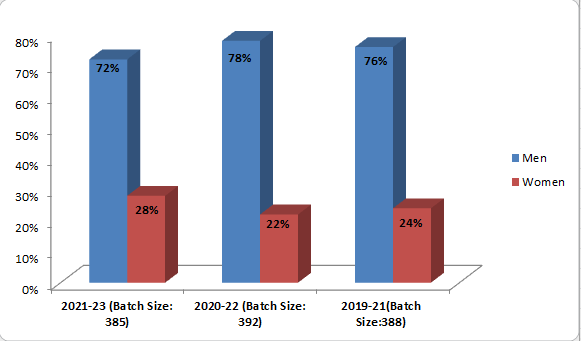 80%
70%
60%
50%
40%
30%
20%
10%
0%
72%
28%
78%
22%
76%
24%
2021-23 (Batch Size:
385)
2020-22 (Batch Size:
392)
2019-21(Batch
Size:388)
Men
Women